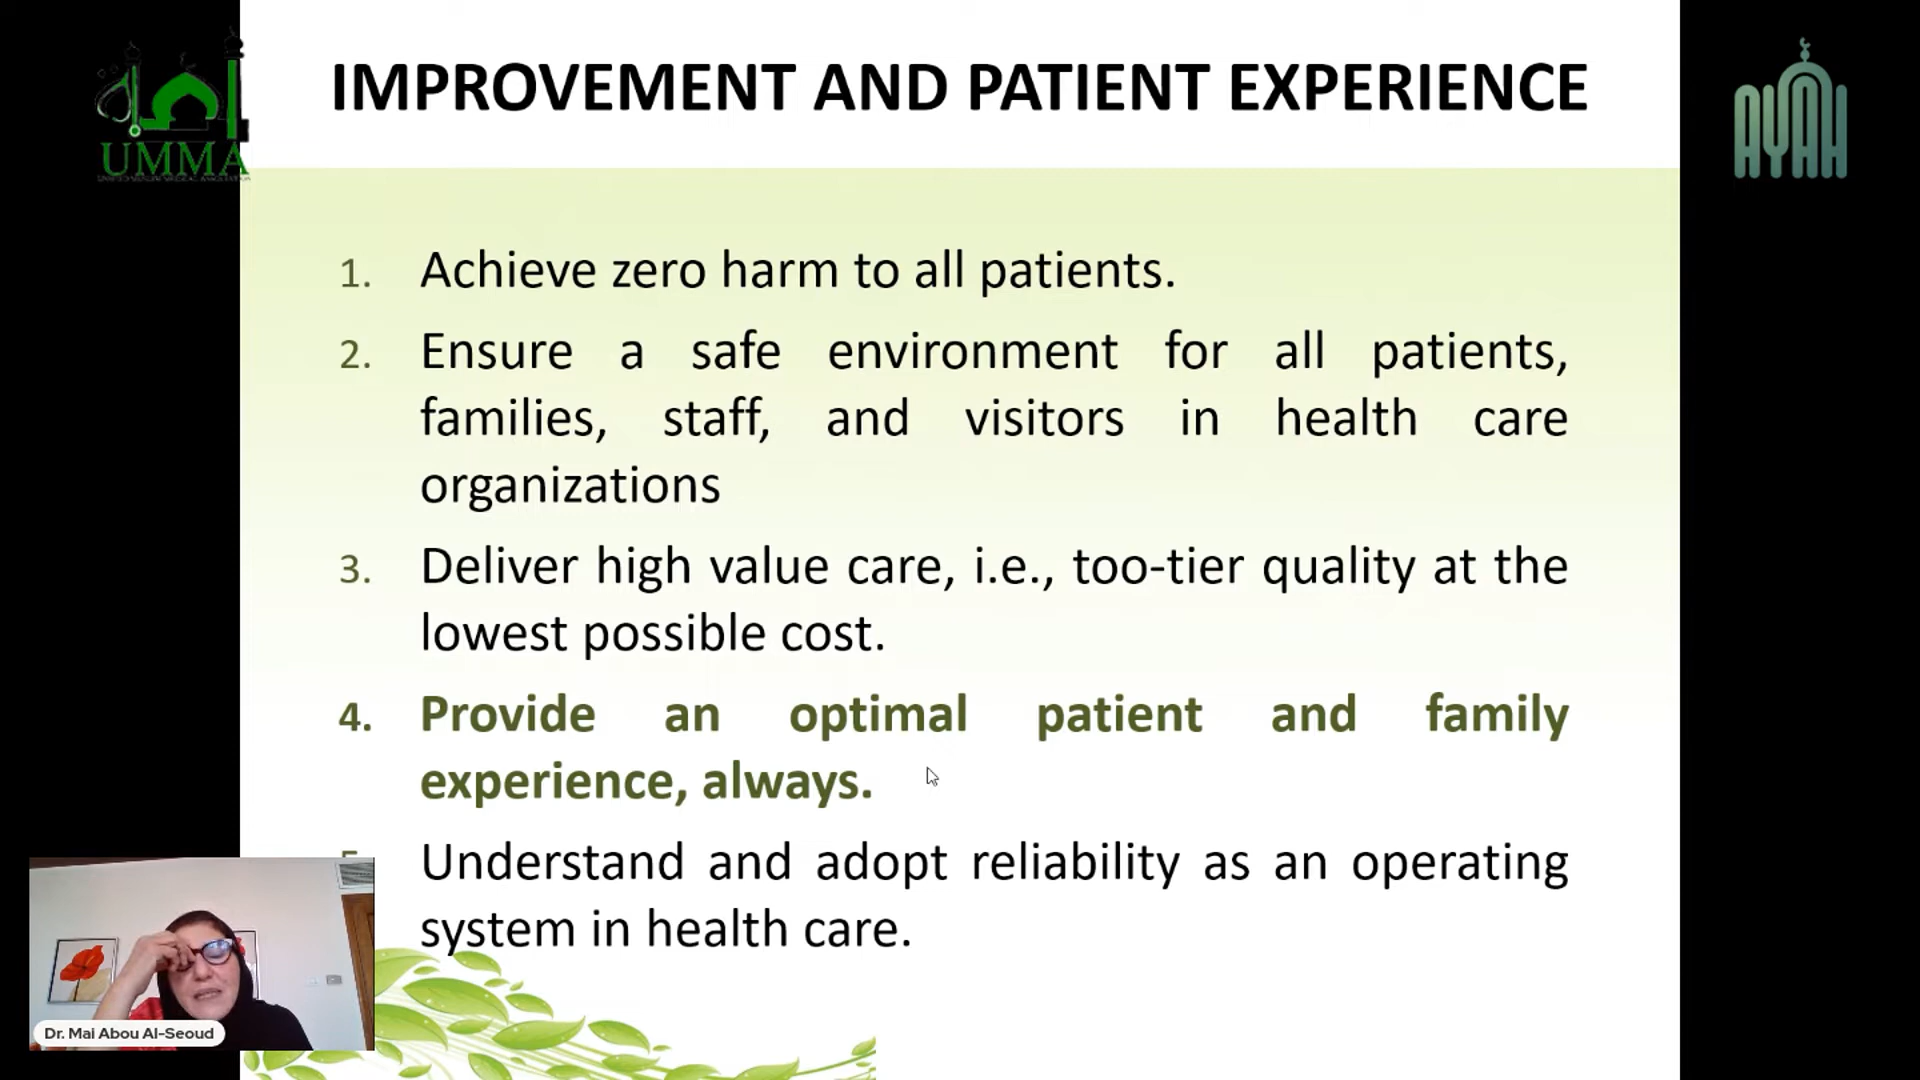 IMPROVEMENT AND PATIENT EXPERIENCE
UMMA
AYAH
1. Achieve zero harm to all patients.
2. Ensure a safe environment for all patients,
families, staff, and visitors in health care
organizations
3. Deliver high value care, i.e., too-tier quality at the
lowest possible cost.
4. Provide an optimal patient and family
experience, always.
Understand and adopt reliability as an operating
system in health care.
Dr. Mai Abou Al-Seoud